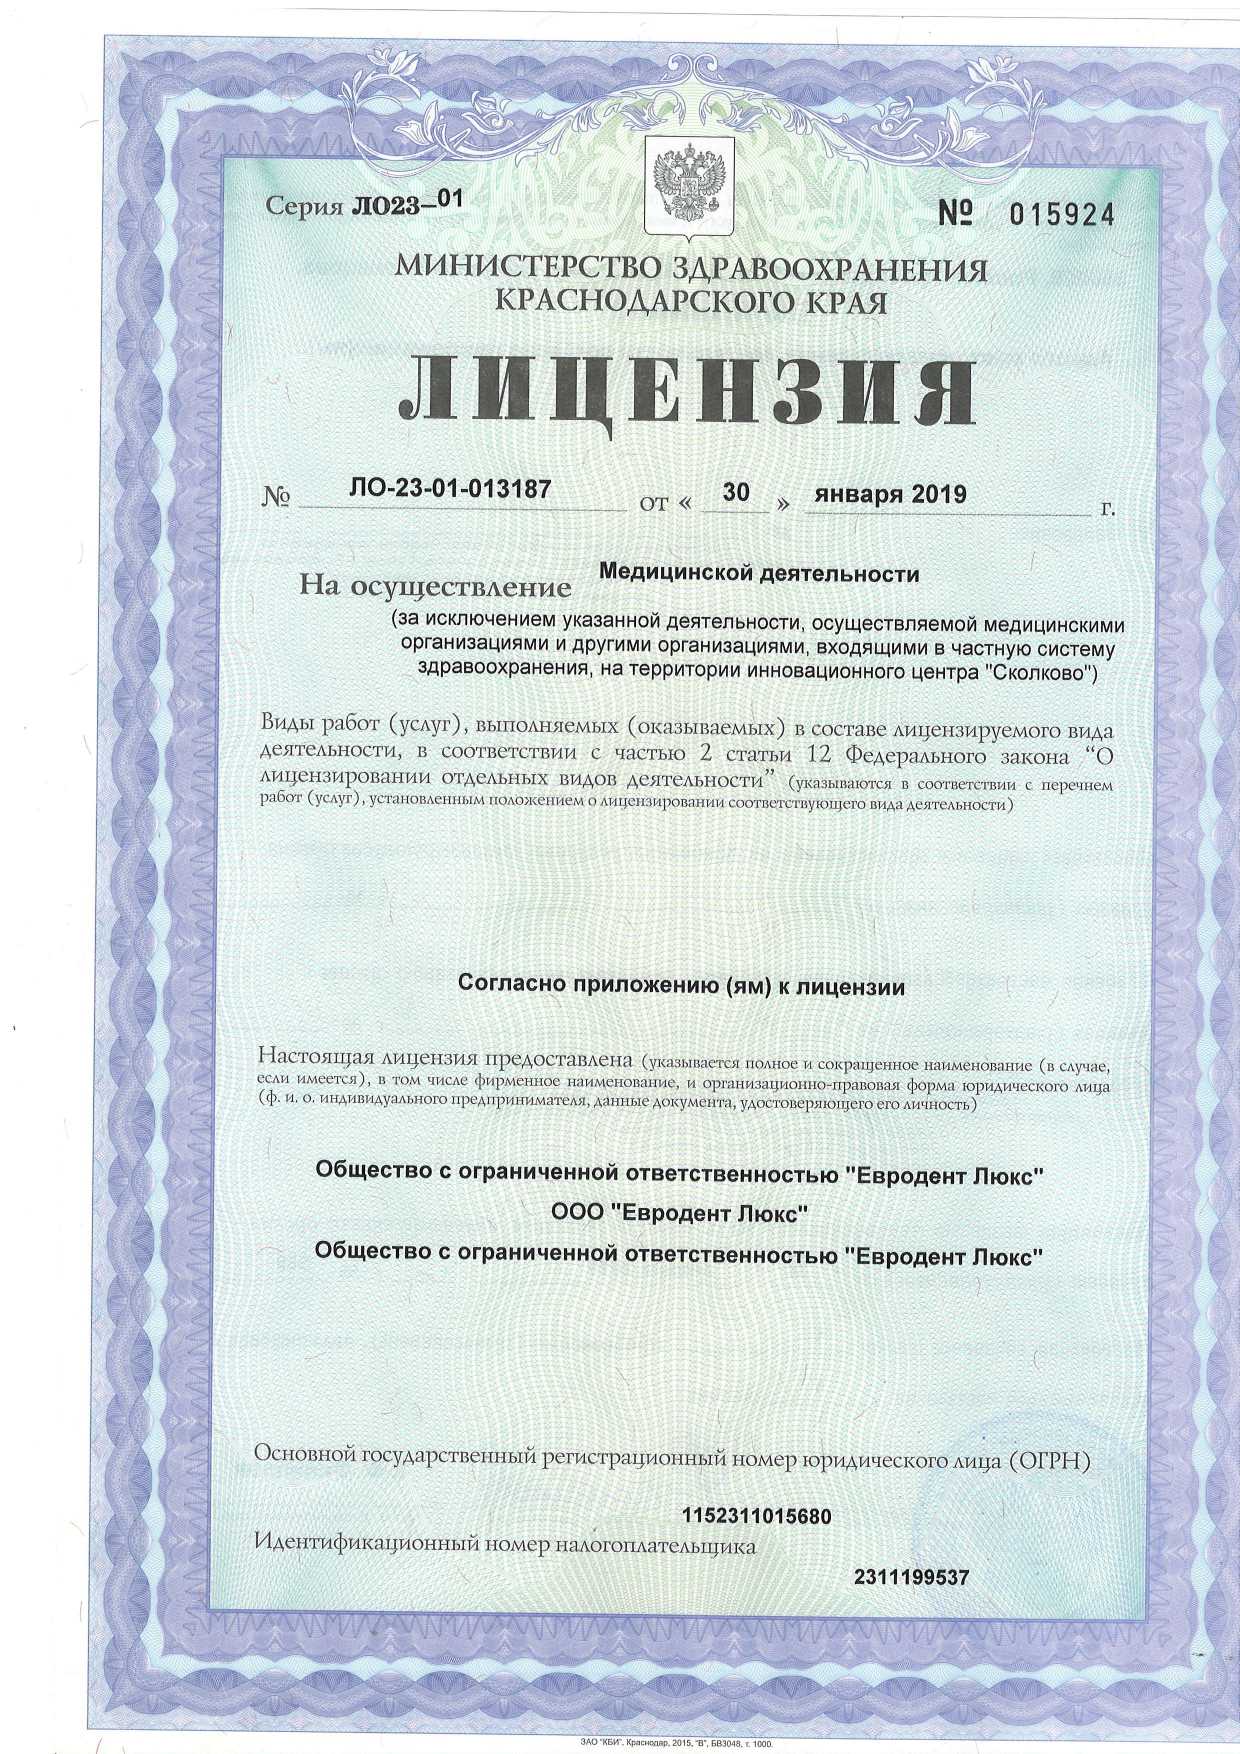 Серия ЛО23–01
№ 015924
МИНИСТЕРСТВО ЗДРАВООХРАНЕНИЯ
КРАСНОДАРСКОГО КРАЯ
ЛИЦЕНЗИЯ
№ ЛО-23-01-013187 от « 30 » января 2019 г.
На осуществление Медицинской деятельности
(за исключением указанной деятельности, осуществляемой медицинскими
организациями и другими организациями, входящими в частную систему
здравоохранения, на территории инновационного центра "Сколково")
Виды работ (услуг), выполняемых (оказываемых) в составе лицензируемого вида
деятельности, в соответствии с частью 2 статьи 12 Федерального закона “О
лицензировании отдельных видов деятельности” (указываются в соответствии с перечнем
работ (услуг), установленным положением о лицензировании соответствующего вида деятельности)
Согласно приложению (ям) к лицензии
Настоящая лицензия предоставлена (указывается полное и сокращенное наименование (в случае,
если имеется), в том числе фирменное наименование, и организационно-правовая форма юридического лица
(ф. и. о. индивидуального предпринимателя, данные документа, удостоверяющего его личность)
Общество с ограниченной ответственностью "Евродент Люкс"
ООО "Евродент Люкс"
Общество с ограниченной ответственностью "Евродент Люкс"
Основной государственный регистрационный номер юридического лица (ОГРН)
1152311015680
Идентификационный номер налогоплательщика
2311199537
ЗАО "КБИ", Краснодар, 2015, "В", БВ3048, т. 1000.